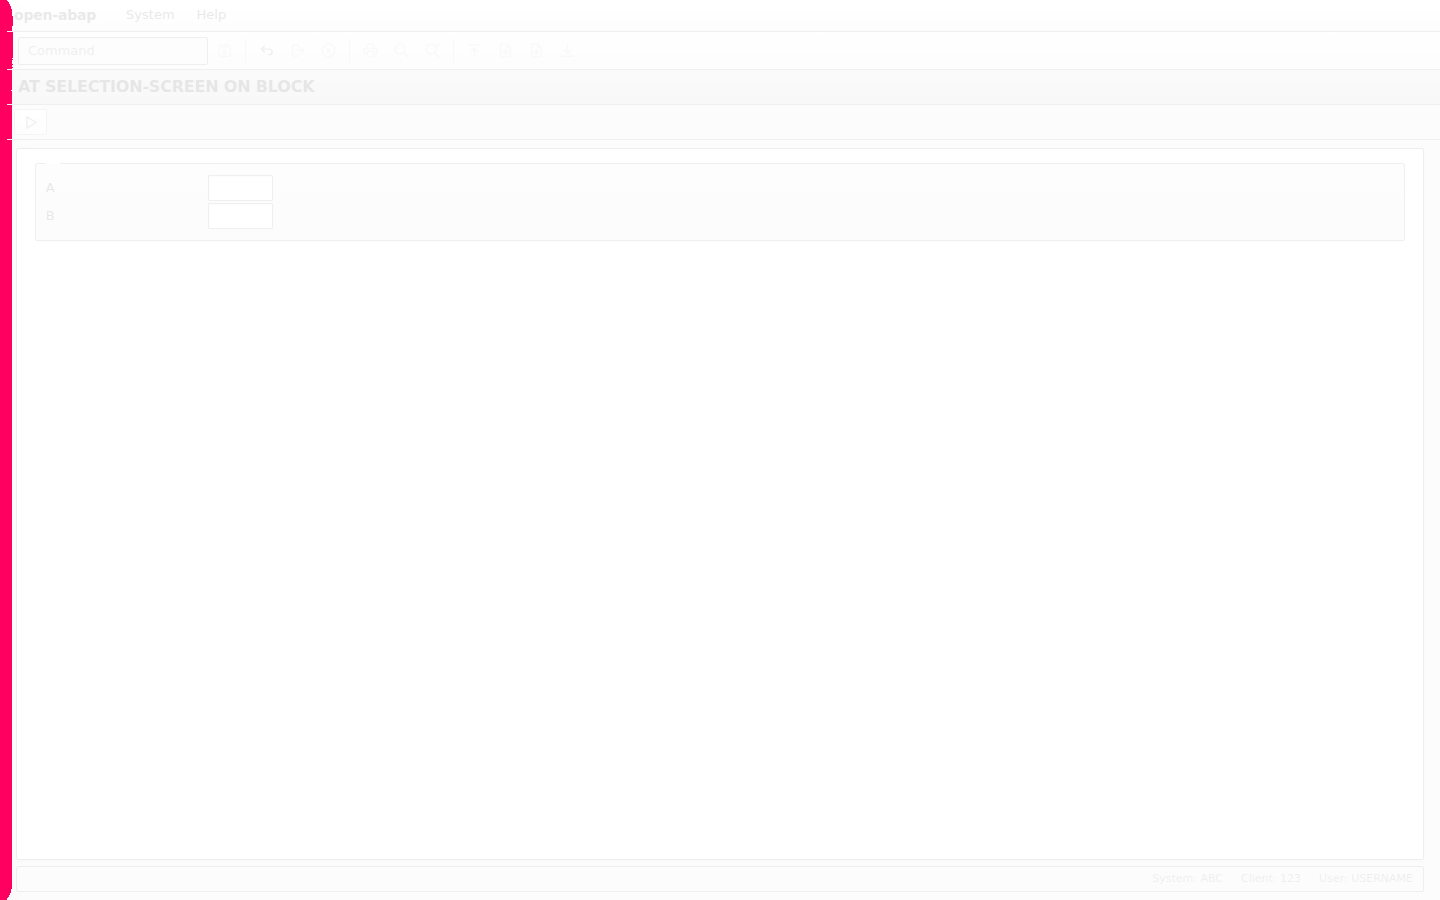 open-abap System Help
Command
AT SELECTION-SCREEN ON BLOCK
A
B
System: ABC Client: 123 User: USERNAME